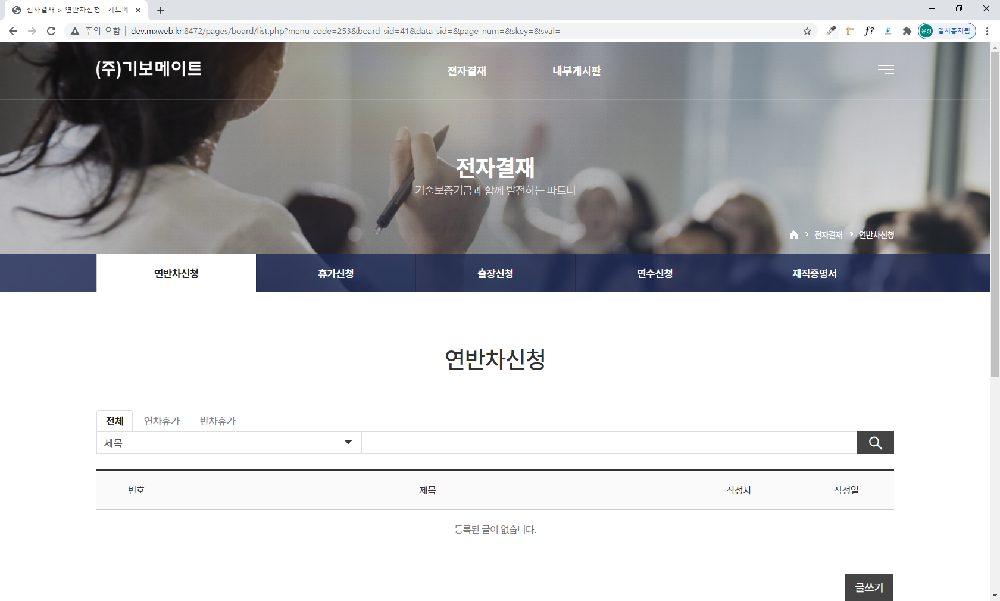 전자결재 > 연반차신청 | 기보메
주의 요함 dev.mxweb.kr:8472/pages/board/list.php?menu_code=253&board_sid=41&data_sid=&page_num=&skey=&sval= f? 윤정 일시중지됨
(주)기보메이트 전자결재 내부게시판
전자결재
기술보증기금과 함께 발전하는 파트너
> 전자결재 > 연반차신청
연반차신청 휴가신청 출장신청 연수신청 재직증명서
연반차신청
전체 연차휴가 반차휴가
제목
번호 제목 작성자 작성일
등록된 글이 없습니다.
글쓰기